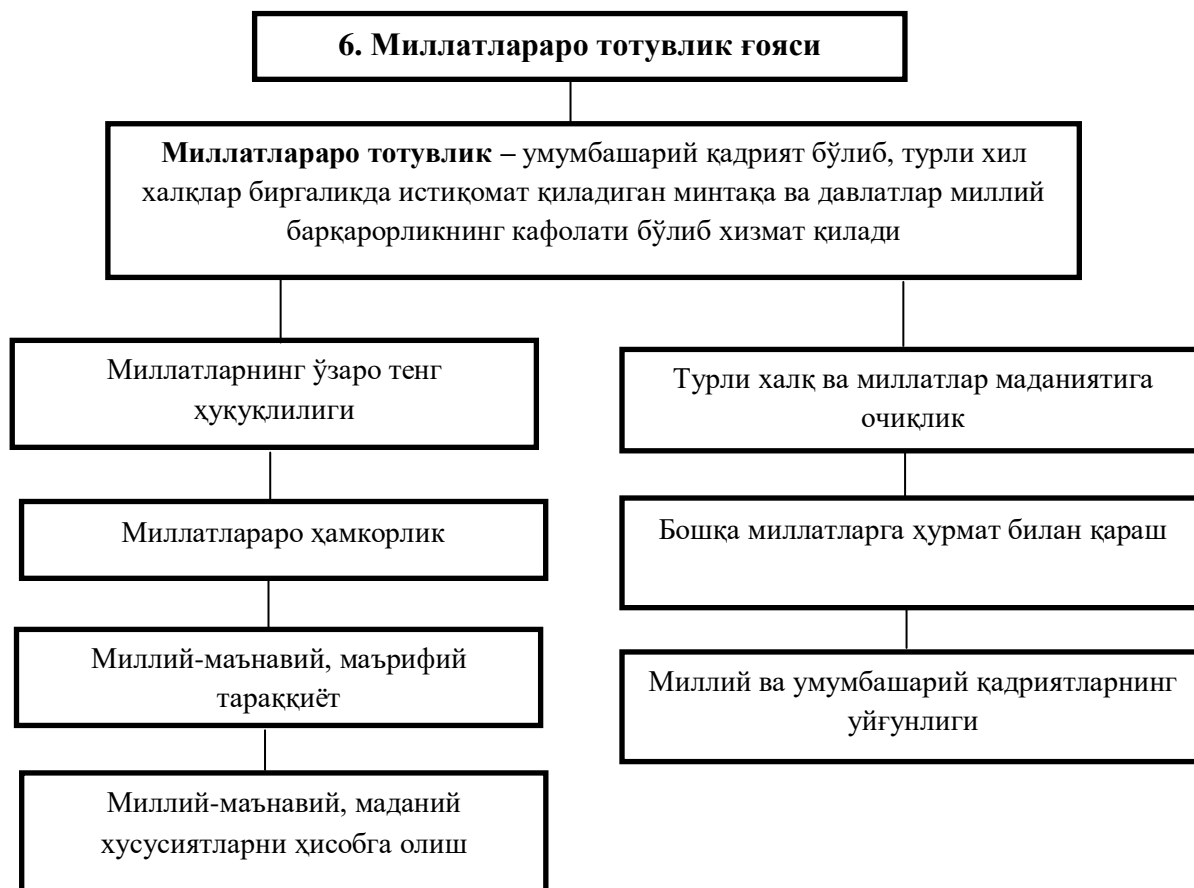 6. Миллатлараро тотувлик ғояси
Миллатлараро тотувлик – умумбашарий қадрият бўлиб, турли хил
халқлар биргаликда истиқомат қиладиган минтақа ва давлатлар миллий
барқарорликнинг кафолати бўлиб хизмат қилади
Миллатларнинг ўзаро тенг
ҳуқуқлилиги
Миллатлараро ҳамкорлик
Миллий-маънавий, маърифий
тараққиёт
Миллий-маънавий, маданий
хусусиятларни ҳисобга олиш
Турли халқ ва миллатлар маданиятига
очиқлик
Бошқа миллатларга ҳурмат билан қараш
Миллий ва умумбашарий қадриятларнинг
уйғунлиги